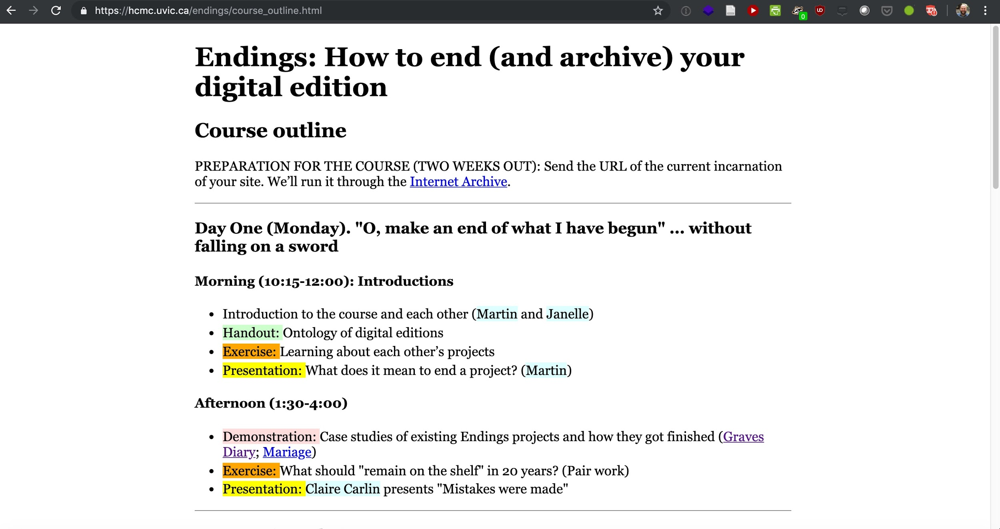 https://hcmc.uvic.ca/endings/course_outline.html
0
Endings: How to end (and archive) your
digital edition
Course outline
PREPARATION FOR THE COURSE (TWO WEEKS OUT): Send the URL of the current incarnation
of your site. We’ll run it through the Internet Archive.
Day One (Monday). "O, make an end of what I have begun" ... without
falling on a sword
Morning (10:15-12:00): Introductions
• Introduction to the course and each other (Martin and Janelle)
• Handout: Ontology of digital editions
• Exercise: Learning about each other’s projects
• Presentation: What does it mean to end a project? (Martin)
Afternoon (1:30-4:00)
• Demonstration: Case studies of existing Endings projects and how they got finished (Graves
Diary; Mariage)
• Exercise: What should "remain on the shelf" in 20 years? (Pair work)
• Presentation: Claire Carlin presents "Mistakes were made"